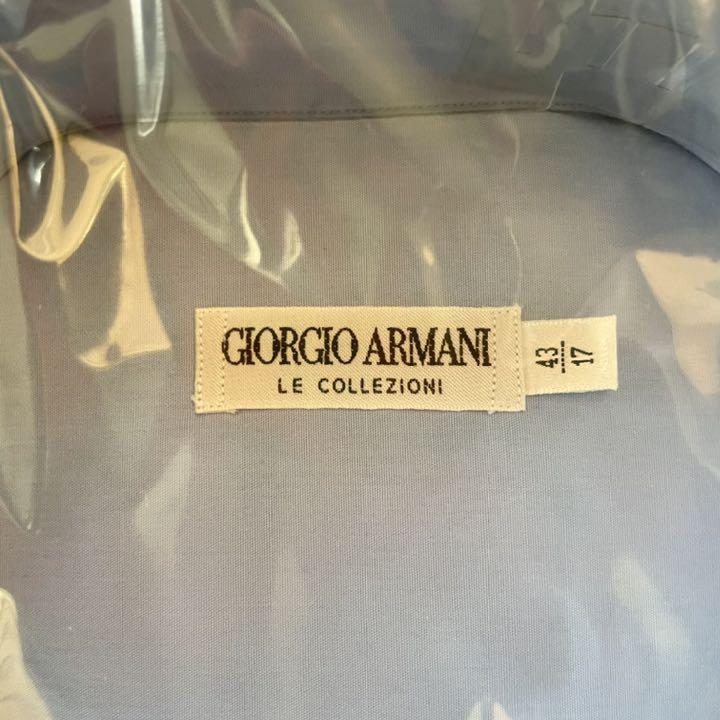 GIORGIO ARMANI
LE COLLEZIONI
43
17